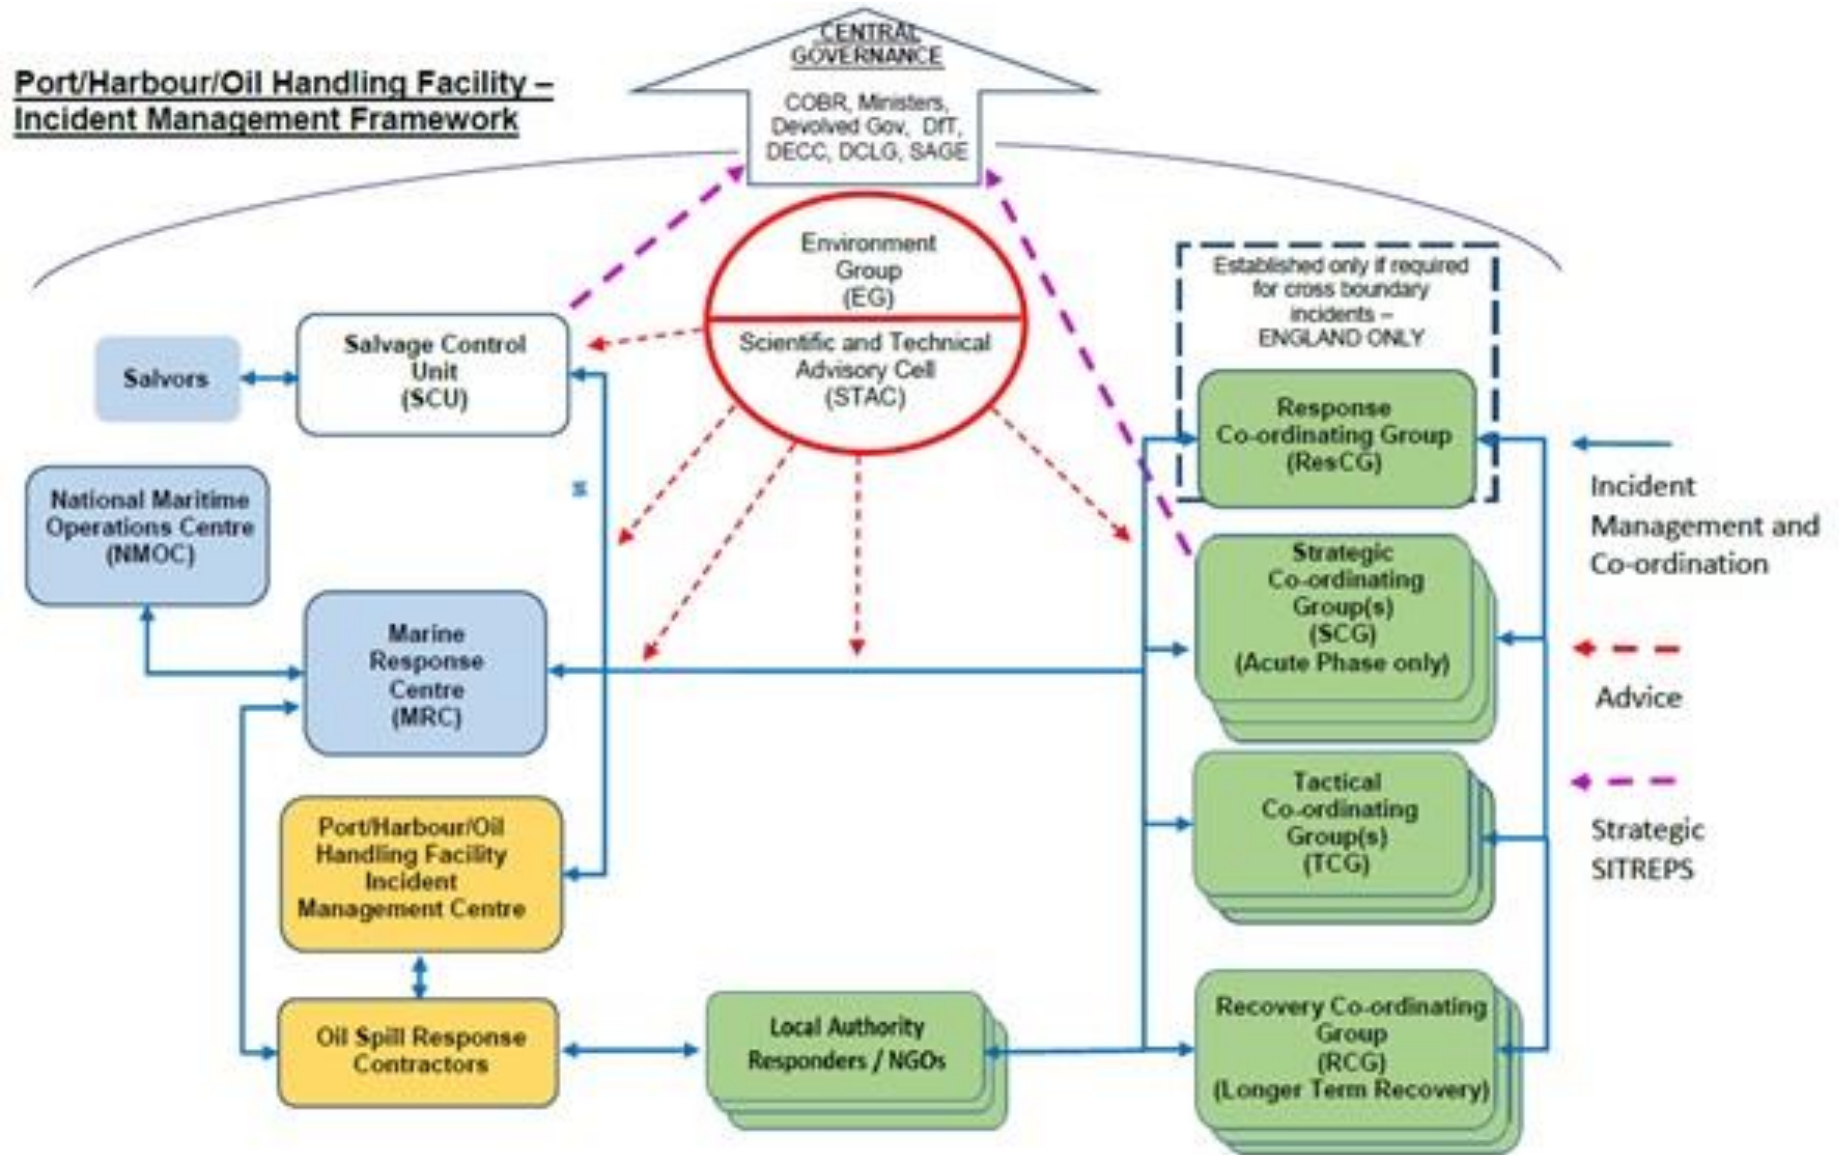 Port/Harbour/Oil Handling Facility –
Incident Management Framework
CENTRAL
GOVERNANCE
COBR, Ministers,
Devolved Gov, DfT,
DECC, DCLG, SAGE
Environment
Group
(EG)
Scientific and Technical
Advisory Cell
(STAC)
Established only if required
for cross boundary
incidents –
ENGLAND ONLY
Salvors
Salvage Control
Unit
(SCU)
Response
Co-ordinating Group
(ResCG)
National Maritime
Operations Centre
(NMOC)
Incident
Management and
Co-ordination
Strategic
Co-ordinating
Group(s)
(SCG)
(Acute Phase only)
Marine
Response
Centre
(MRC)
Advice
Tactical
Co-ordinating
Group(s)
(TCG)
Strategic
SITREPS
Port/Harbour/Oil
Handling Facility
Incident
Management Centre
Oil Spill Response
Contractors
Local Authority
Responders / NGOs
Recovery Co-ordinating
Group
(RCG)
(Longer Term Recovery)